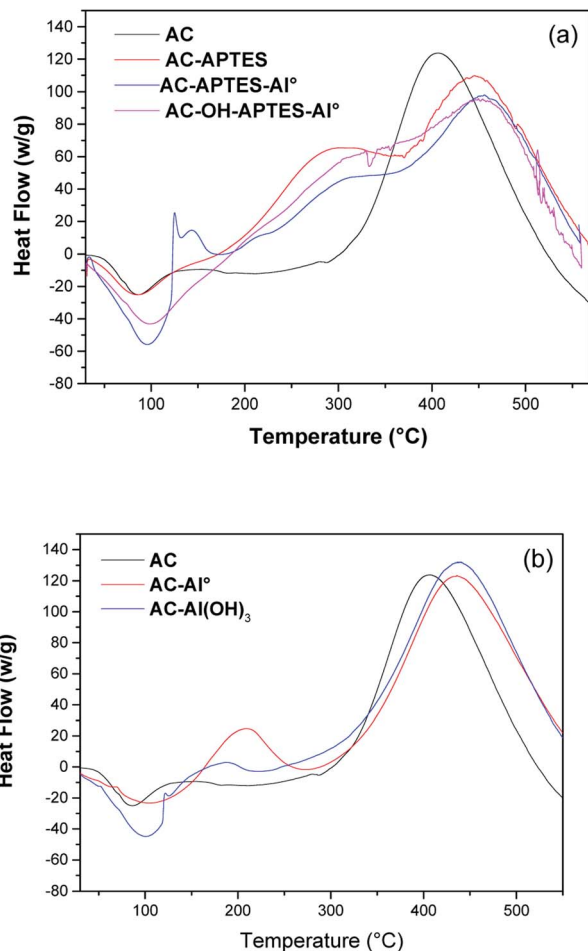 (a)
AC
AC-APTES
AC-APTES-Al°
AC-OH-APTES-Al°
140
120
100
80
60
40
20
0
-20
-40
-60
-80
Heat Flow (w/g)
100 200 300 400 500
Temperature (°C)
(b)
AC
AC-Al°
AC-Al(OH)₃
140
120
100
80
60
40
20
0
-20
-40
-60
-80
Heat Flow (w/g)
100 200 300 400 500
Temperature (°C)